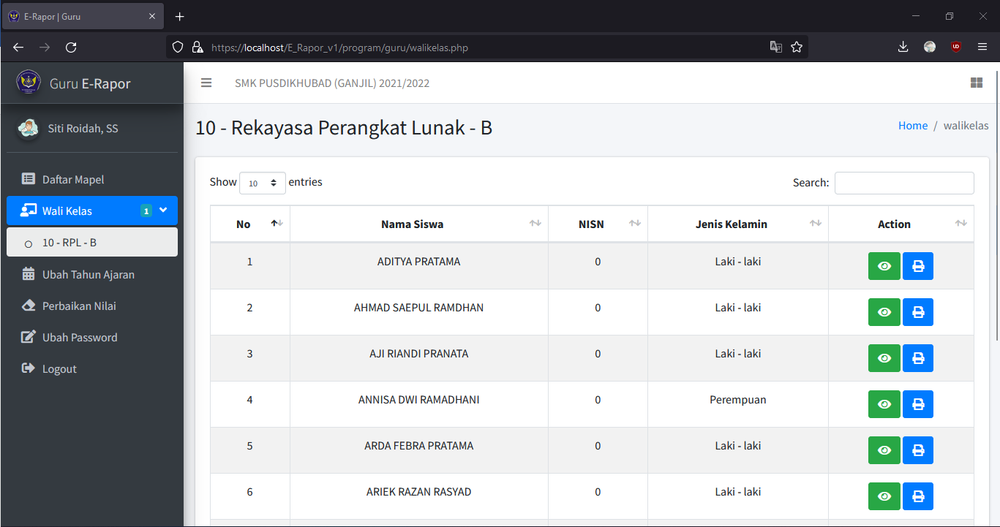 E-Rapor | Guru
https://localhost/E_Rapor_v1/program/guru/walikelas.php
Guru E-Rapor
SMK PUSDIKHUBAD (GANJIL) 2021/2022
Siti Roidah, SS
10 - Rekayasa Perangkat Lunak - B
Home / walikelas
Daftar Mapel
Wali Kelas 1
10 - RPL - B
Ubah Tahun Ajaran
Perbaikan Nilai
Ubah Password
Logout
Show 10 entries
Search:
No Nama Siswa NISN Jenis Kelamin Action
1 ADITYA PRATAMA 0 Laki - laki
2 AHMAD SAEPUL RAMDHAN 0 Laki - laki
3 AJI RIANDI PRANATA 0 Laki - laki
4 ANNISA DWI RAMADHANI 0 Perempuan
5 ARDA FEBRA PRATAMA 0 Laki - laki
6 ARIEK RAZAN RASYAD 0 Laki - laki